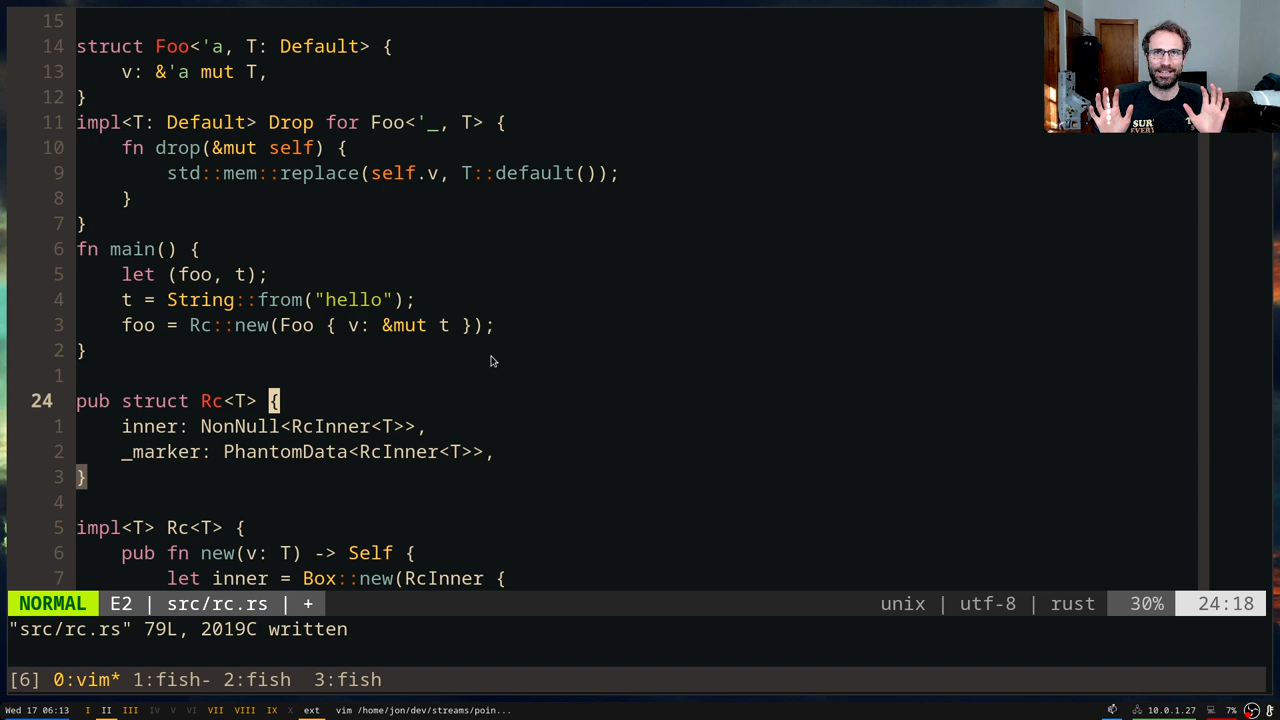 15
14 struct Foo<'a, T: Default> {
13     v: &'a mut T,
12 }
11 impl<T: Default> Drop for Foo<'_, T> {
10     fn drop(&mut self) {
9         std::mem::replace(self.v, T::default());
8     }
7 }
6 fn main() {
5     let (foo, t);
4     t = String::from("hello");
3     foo = Rc::new(Foo { v: &mut t });
2 }
1
24 pub struct Rc<T> {
1     inner: NonNull<RcInner<T>>,
2     _marker: PhantomData<RcInner<T>>,
3 }
4
5 impl<T> Rc<T> {
6     pub fn new(v: T) -> Self {
7         let inner = Box::new(RcInner {
NORMAL E2 | src/rc.rs | + unix | utf-8 | rust 30% 24:18
"src/rc.rs" 79L, 2019C written
[6] 0:vim* 1:fish- 2:fish 3:fish
Wed 17 06:13 I II III IV V VI VII VIII IX X ext vim /home/jon/dev/streams/poin... 10.0.1.27 7%